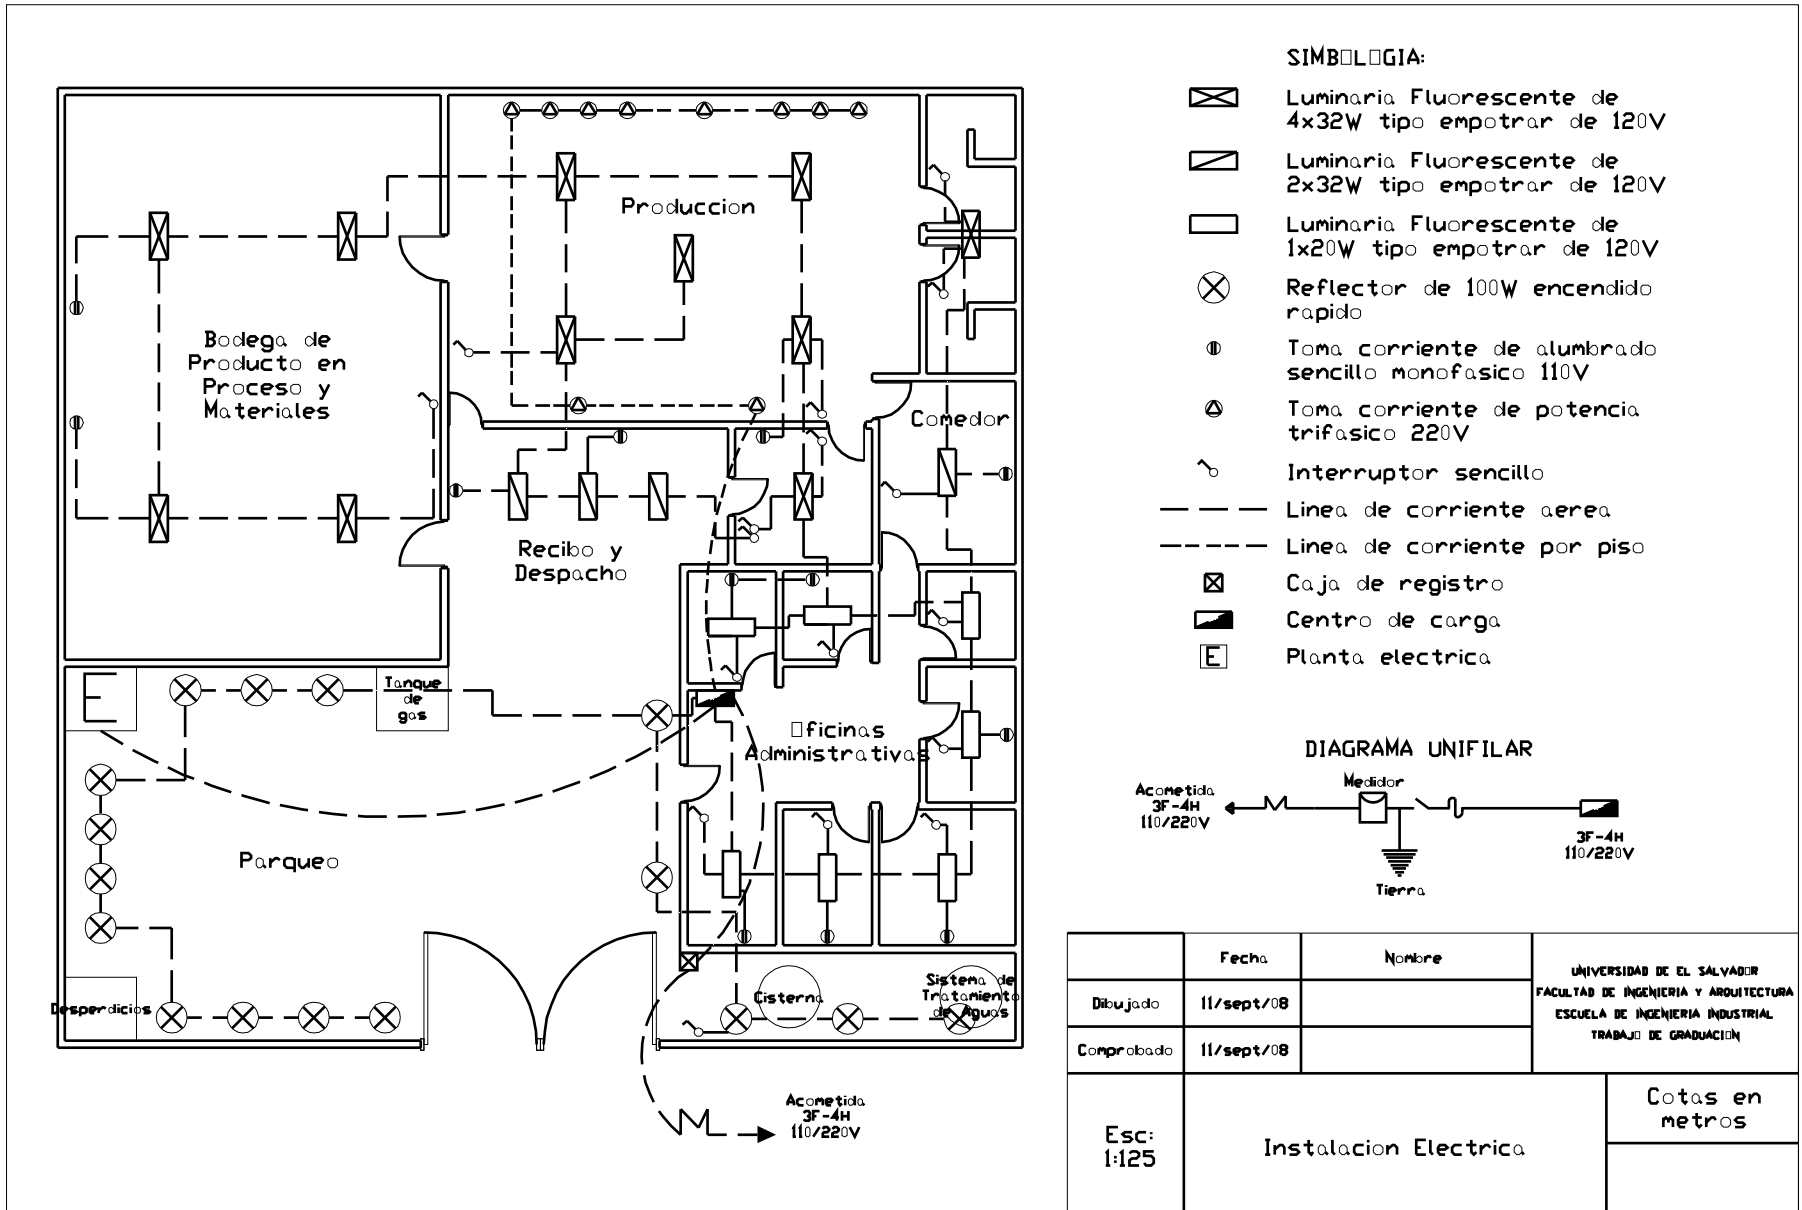 SIMBOLOGIA:
Luminaria Fluorescente de
4x32W tipo empotrar de 120V
Luminaria Fluorescente de
2x32W tipo empotrar de 120V
Luminaria Fluorescente de
1x20W tipo empotrar de 120V
Reflector de 100W encendido
rapido
Toma corriente de alumbrado
sencillo monofasico 110V
Toma corriente de potencia
trifasico 220V
Interruptor sencillo
Linea de corriente aerea
Linea de corriente por piso
Caja de registro
Centro de carga
E
Planta electrica
Produccion
Bodega de
Producto en
Proceso y
Materiales
Comedor
Recibo y
Despacho
E
Tanque
de
gas
Oficinas
Administrativas
Parqueo
Desperdicios
Cisterna
Sistema de
Tratamiento
de Aguas
Acometida
3F-4H
110/220V
DIAGRAMA UNIFILAR
Medidor
Acometida
3F-4H
110/220V
3F-4H
110/220V
Tierra
Fecha
Nombre
Dibujado
11/sept/08
Comprobado
11/sept/08
UNIVERSIDAD DE EL SALVADOR
FACULTAD DE INGENIERIA Y ARQUITECTURA
ESCUELA DE INGENIERIA INDUSTRIAL
TRABAJO DE GRADUACION
Esc:
1:125
Instalacion Electrica
Cotas en
metros